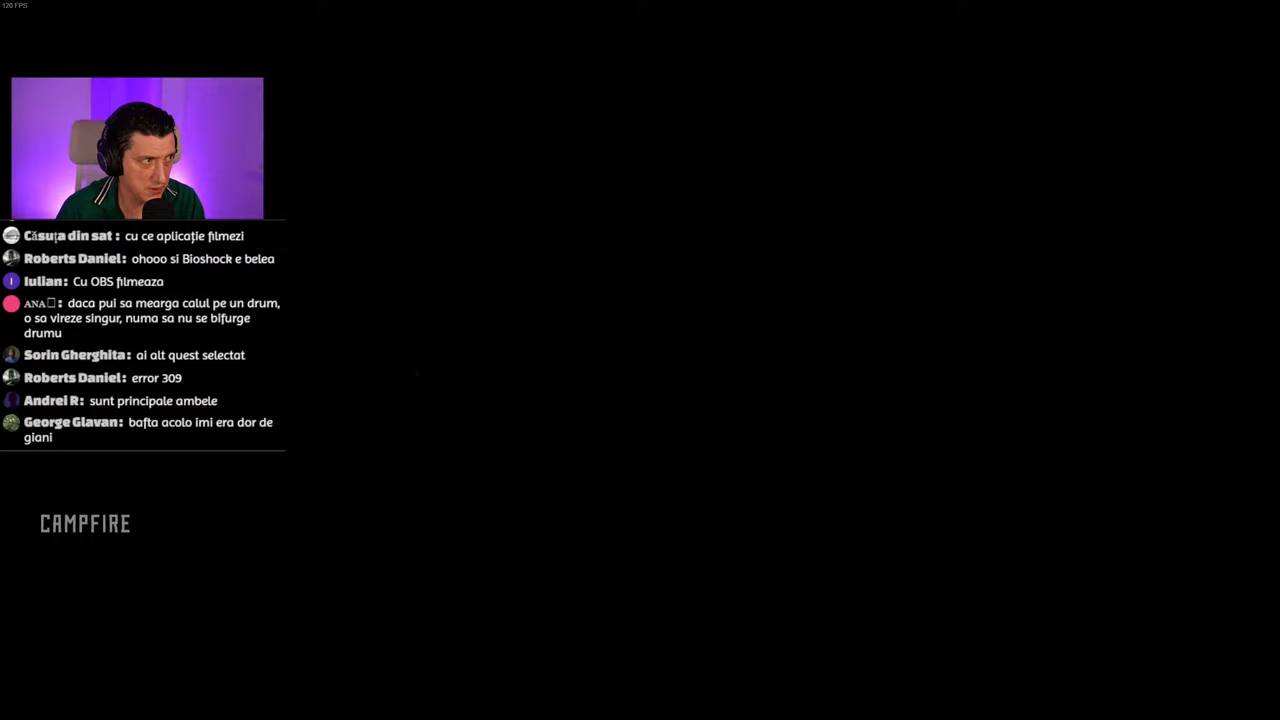 120 FPS
Căsuța din sat : cu ce aplicație filmezi
Roberts Daniel : ohooo si Bioshock e belea
Iulian : Cu OBS filmeaza
ANA□ : daca pui sa mearga calul pe un drum,
o sa vireze singur, numa sa nu se bifurge
drumu
Sorin Gherghita : ai alt quest selectat
Roberts Daniel : error 309
Andrei R : sunt principale ambele
George Glavan : bafta acolo imi era dor de
giani
CAMPFIRE